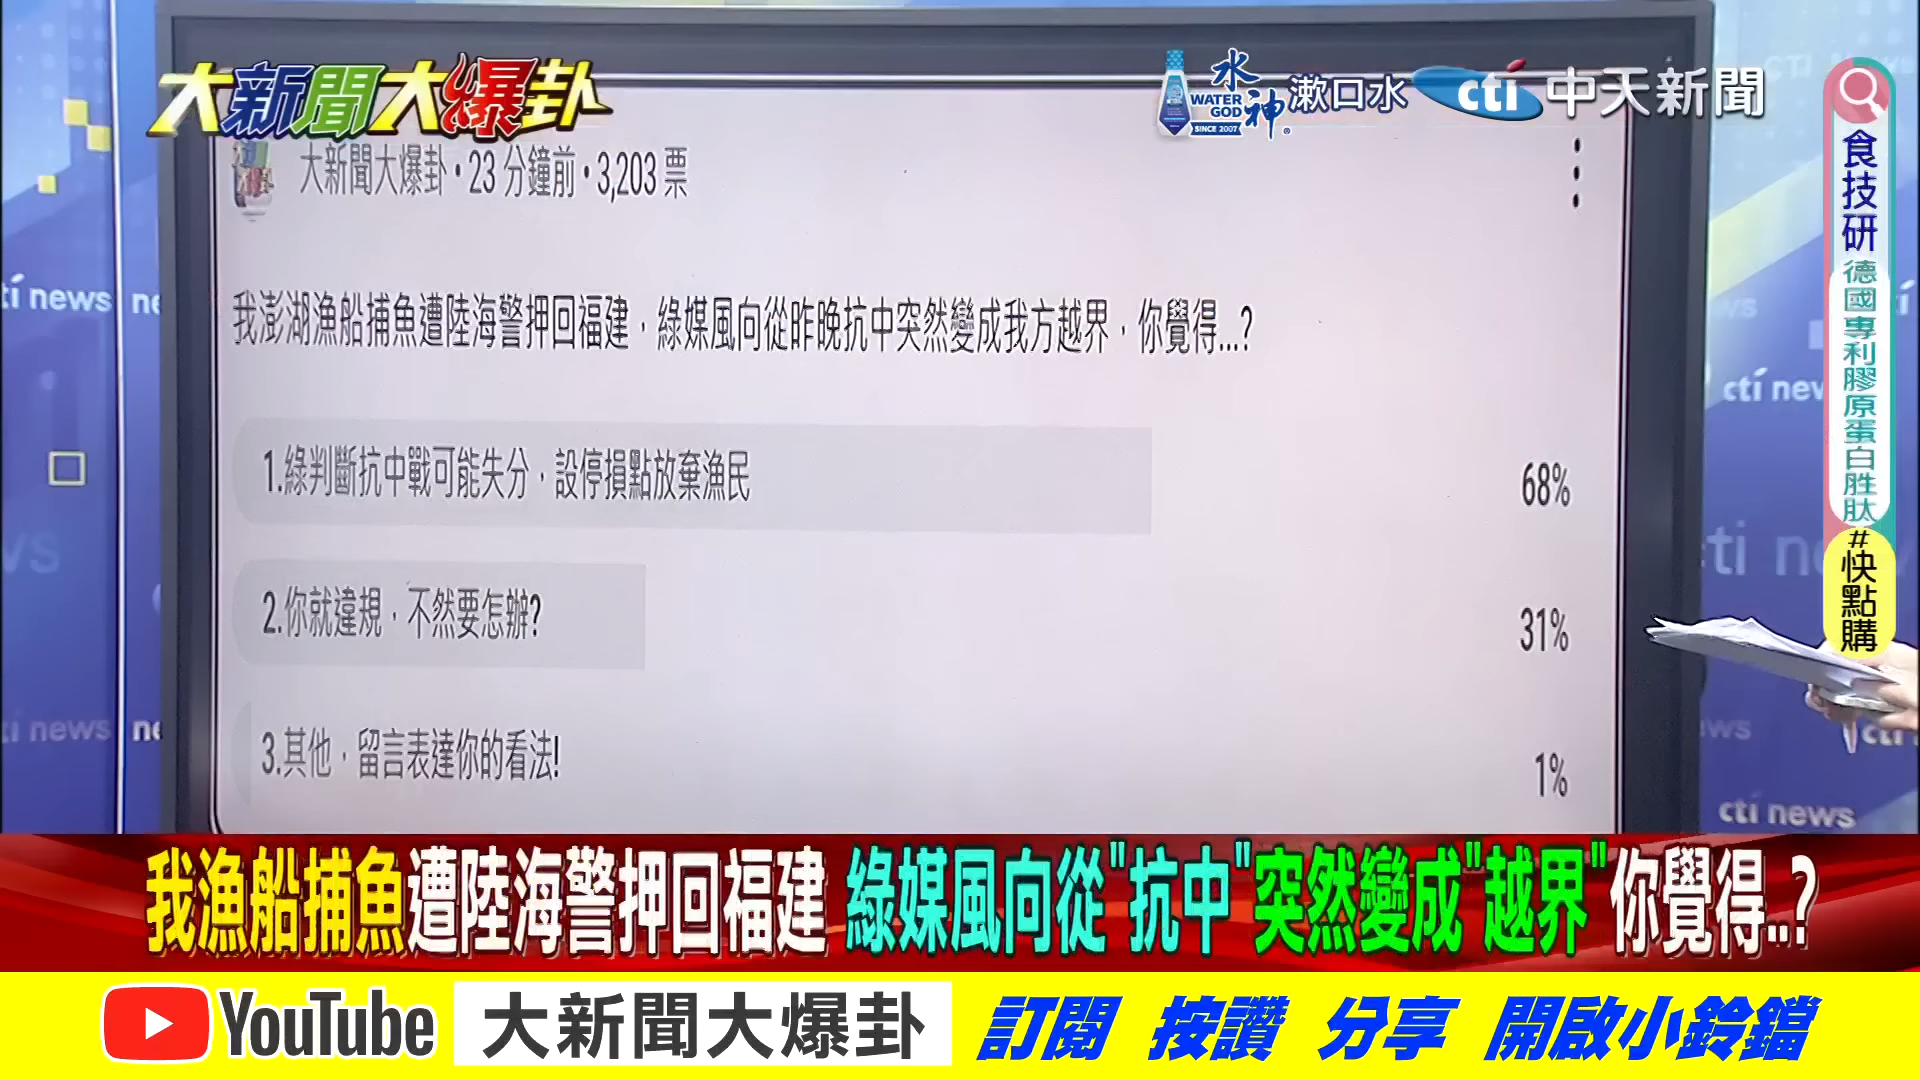 大新聞大爆卦
水神
WATER GOD
SINCE 2007
漱口水
cti 中天新聞
大新聞大爆卦•23 分鐘前•3,203 票
我澎湖漁船捕魚遭陸海警押回福建，綠媒風向從昨晚抗中突然變成我方越界，你覺得...?
1.綠判斷抗中戰可能失分，設停損點放棄漁民
68%
2.你就違規，不然要怎辦?
31%
3.其他，留言表達你的看法!
1%
食技研
德國專利膠原蛋白胜肽
#快點購
cti news
cti news
cti news
我漁船捕魚遭陸海警押回福建 綠媒風向從"抗中"突然變成"越界"你覺得..?
YouTube 大新聞大爆卦 訂閱 按讚 分享 開啟小鈴鐺